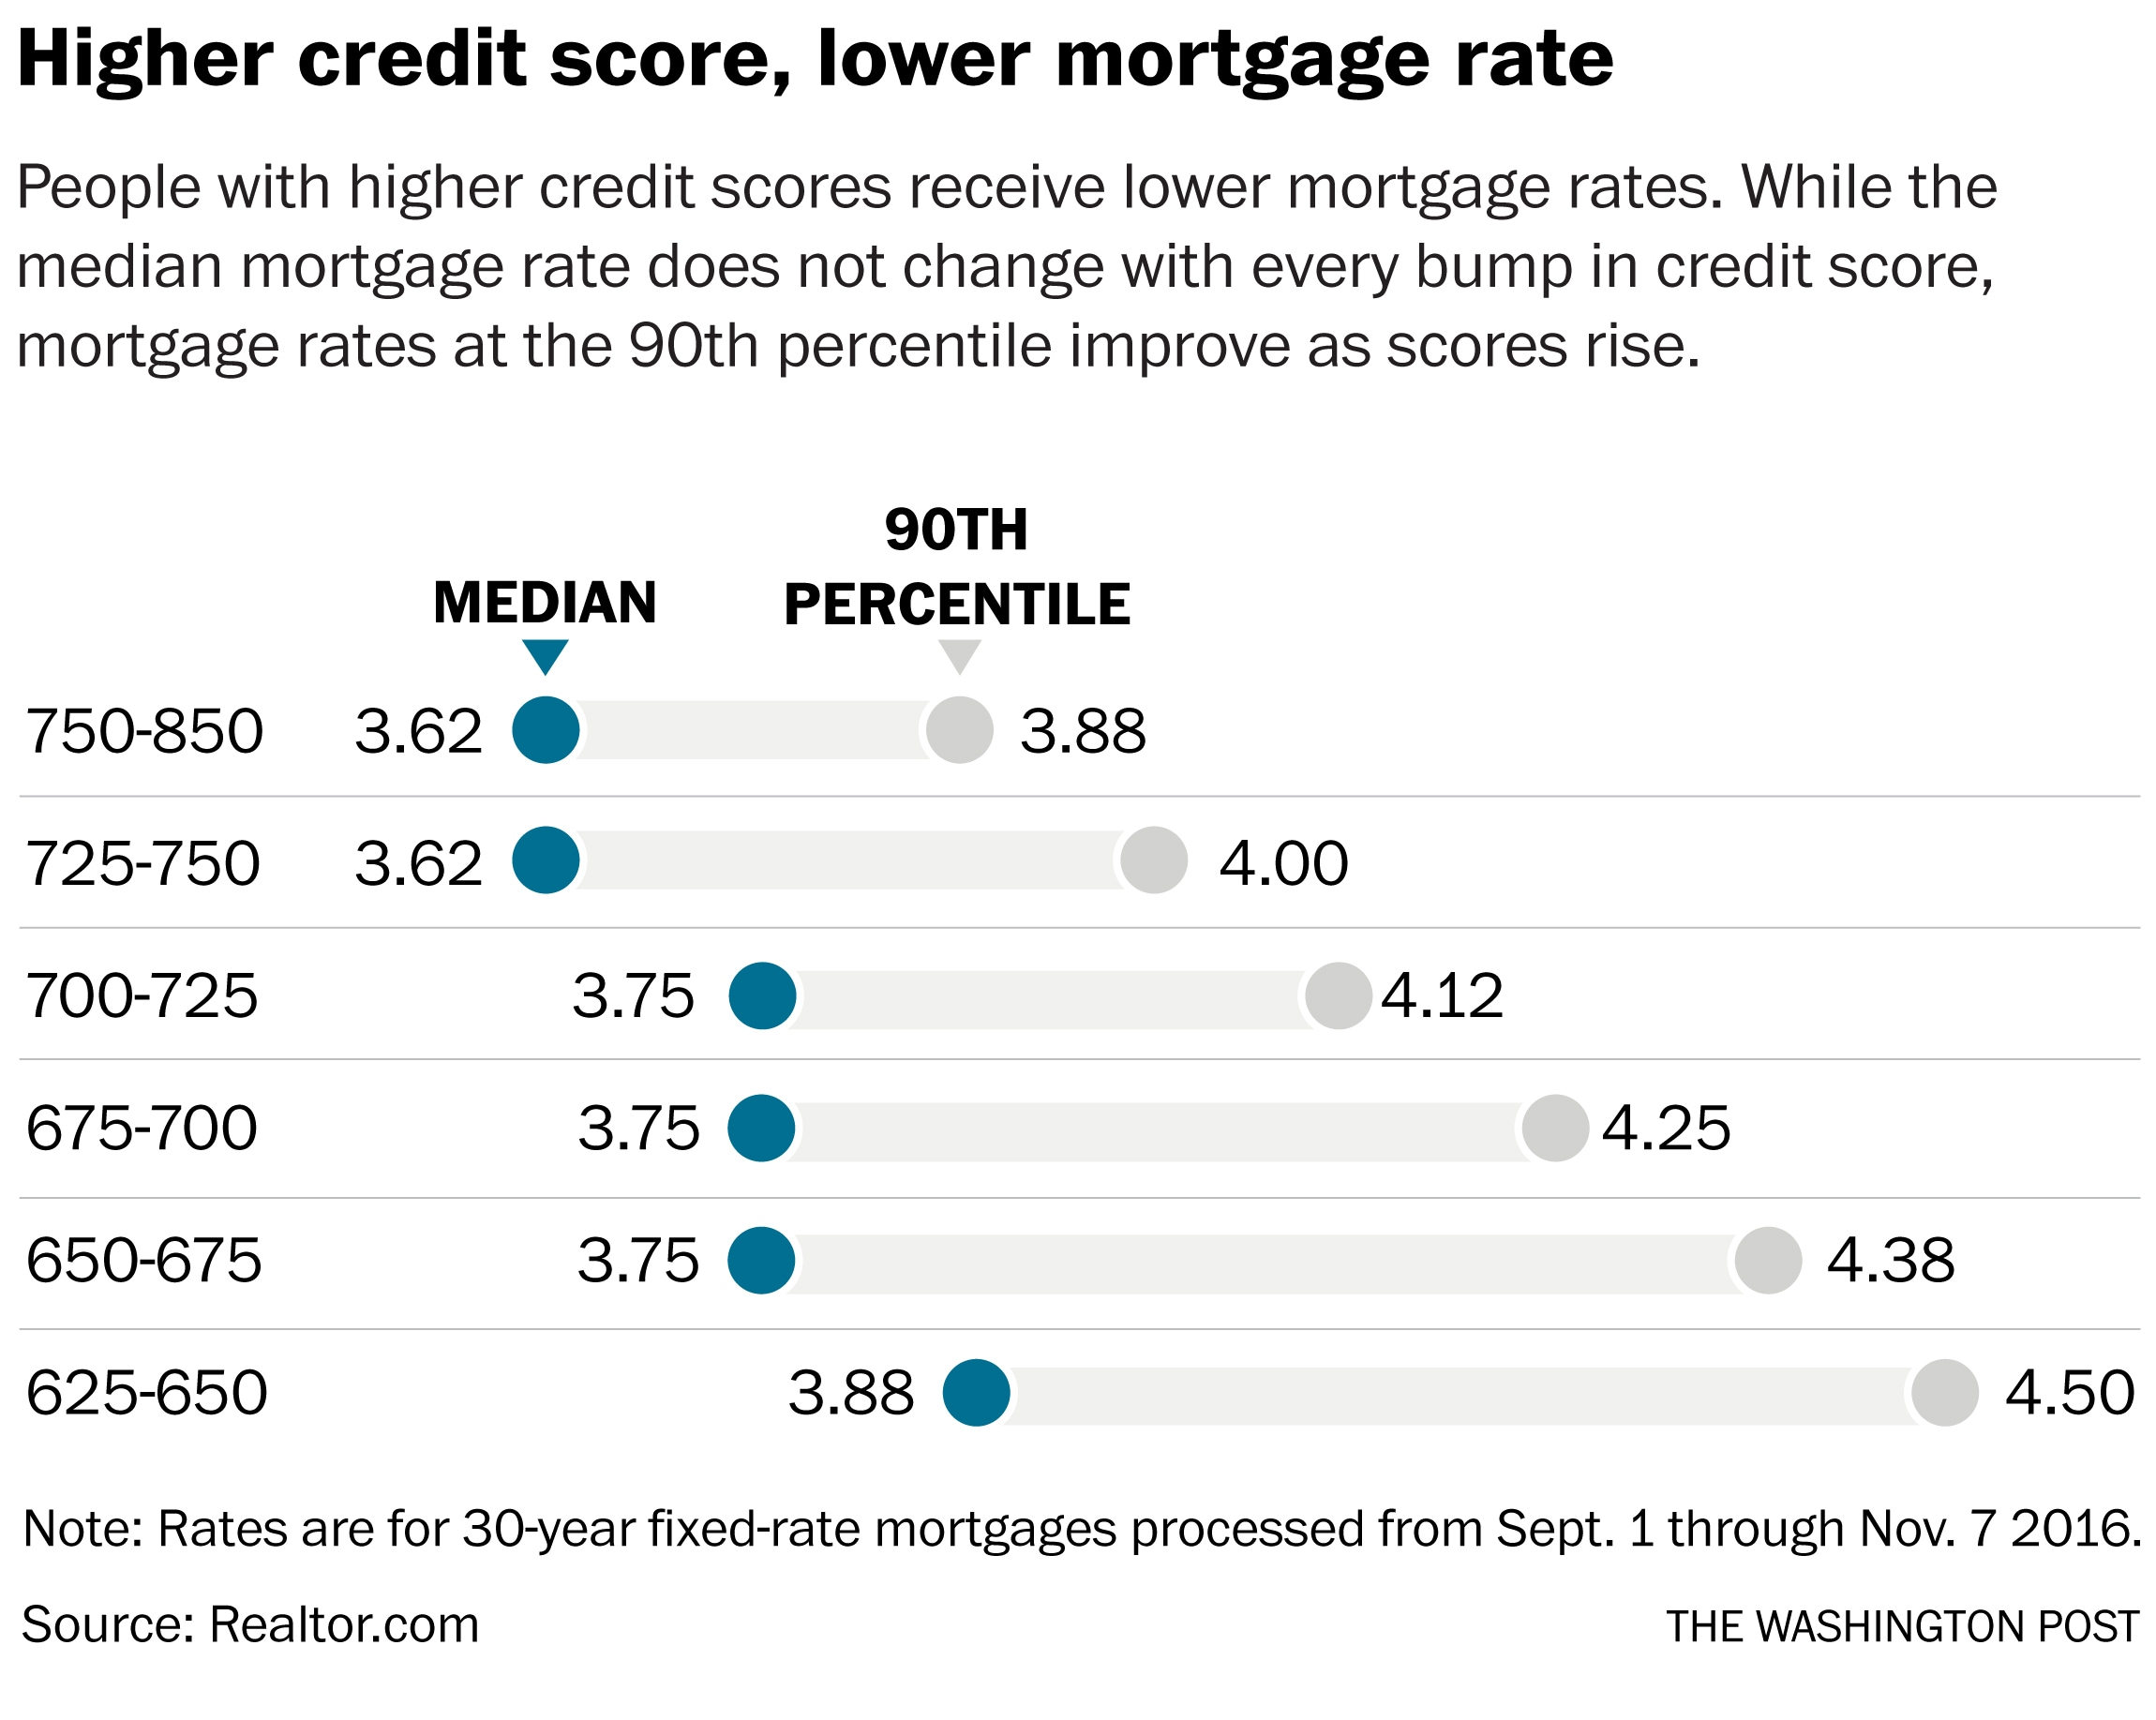 Higher credit score, lower mortgage rate
People with higher credit scores receive lower mortgage rates. While the
median mortgage rate does not change with every bump in credit score,
mortgage rates at the 90th percentile improve as scores rise.
90TH
MEDIAN PERCENTILE
750-850 3.62 3.88
725-750 3.62 4.00
700-725 3.75 4.12
675-700 3.75 4.25
650-675 3.75 4.38
625-650 3.88 4.50
Note: Rates are for 30-year fixed-rate mortgages processed from Sept. 1 through Nov. 7 2016.
Source: Realtor.com THE WASHINGTON POST